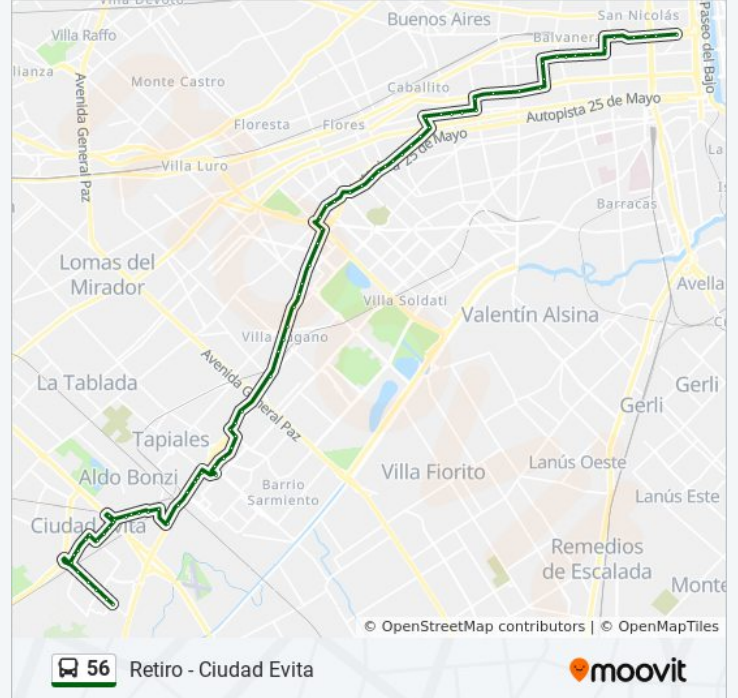 Villa Devoto
San Nicolás
Buenos Aires
Villa Raffo
Balvanera
Paseo del Bajo
lianza
Monte Castro
Avenida General Paz
Caballito
Autopista 25 de Mayo
Floresta
Flores
25 de Mayo
La
Villa Luro
Barracas
Lomas del
Mirador
Avella
Villa Soldati
Valentín Alsina
Villa Lugano
Avenida General Paz
La Tablada
Gerli
Gerli
Tapiales
Lanús Oeste
Villa Fiorito
Aldo Bonzi
Barrio
Sarmiento
Lanús Este
Ciudad Evita
Remedios
de Escalada
Monte
© OpenStreetMap contributors | © OpenMapTiles
56 Retiro - Ciudad Evita
moovit